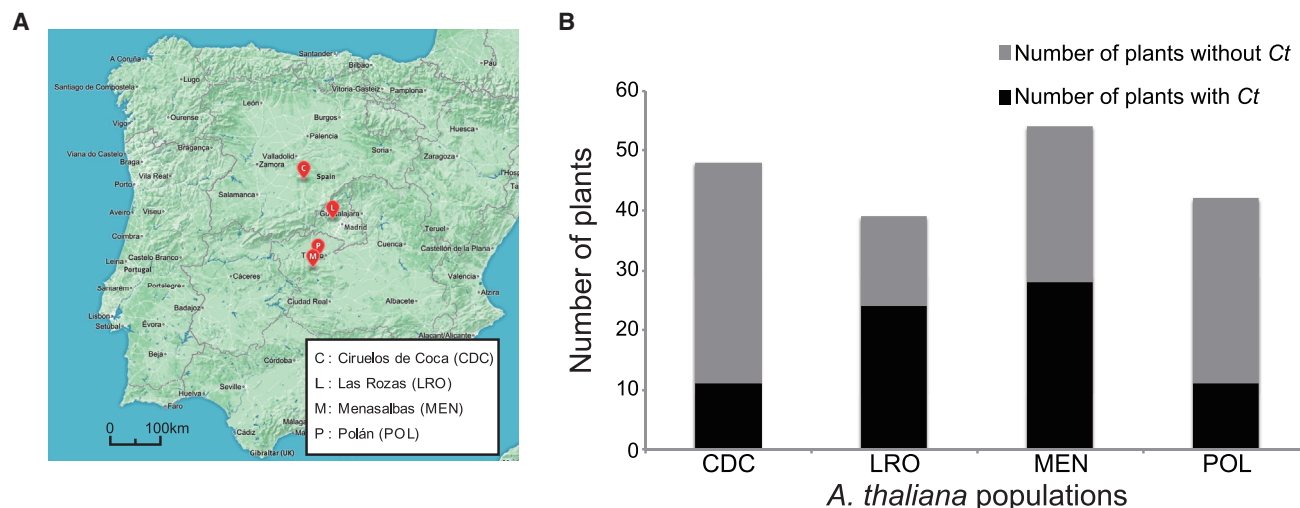 A
A Coruña
Santander
Bilbao
Pau
Santiago de Compostela
Lugo
Vitoria-Gasteiz
Pamplona
León
Vigo
Ourense
Burgos
Huesca
Palencia
Viana do Castelo
Bragança
Valladolid
Zamora
Soria
Zaragoza
Braga
Porto
Vila Real
C
Spain
Salamanca
Aveiro
Viseu
L
Madrid
Teruel
Coimbra
P
Cuenca
Castellón de la Plana
Leiria
Castelo Branco
M
Portugal
Cáceres
Valencia
Santarém
Portalegre
Ciudad Real
Albacete
Alzira
Lisbon
Badajoz
Setúbal
Évora
Alacant/Alicante
Beja
Córdoba
Huelva
Seville
Faro
Cádiz
Gibraltar (UK)
0 100km
C : Ciruelos de Coca (CDC)
L : Las Rozas (LRO)
M : Menasalbas (MEN)
P : Polán (POL)
B
Number of plants without Ct
Number of plants with Ct
Number of plants
60
50
40
30
20
10
0
CDC LRO MEN POL
A. thaliana populations